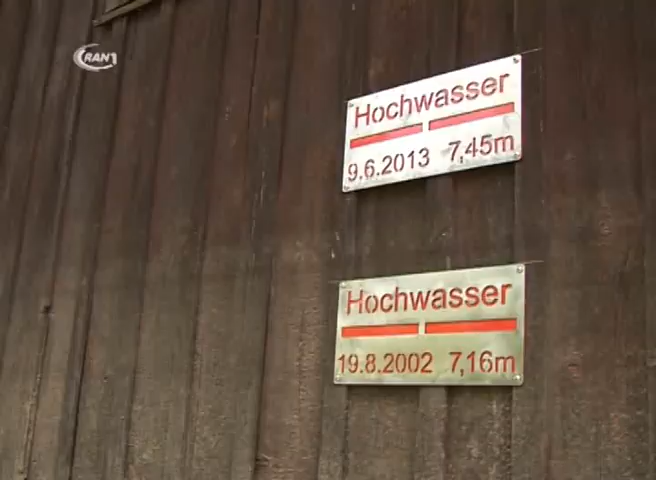 RAN1
Hochwasser
9.6.2013 7,45m
Hochwasser
19.8.2002 7,16m